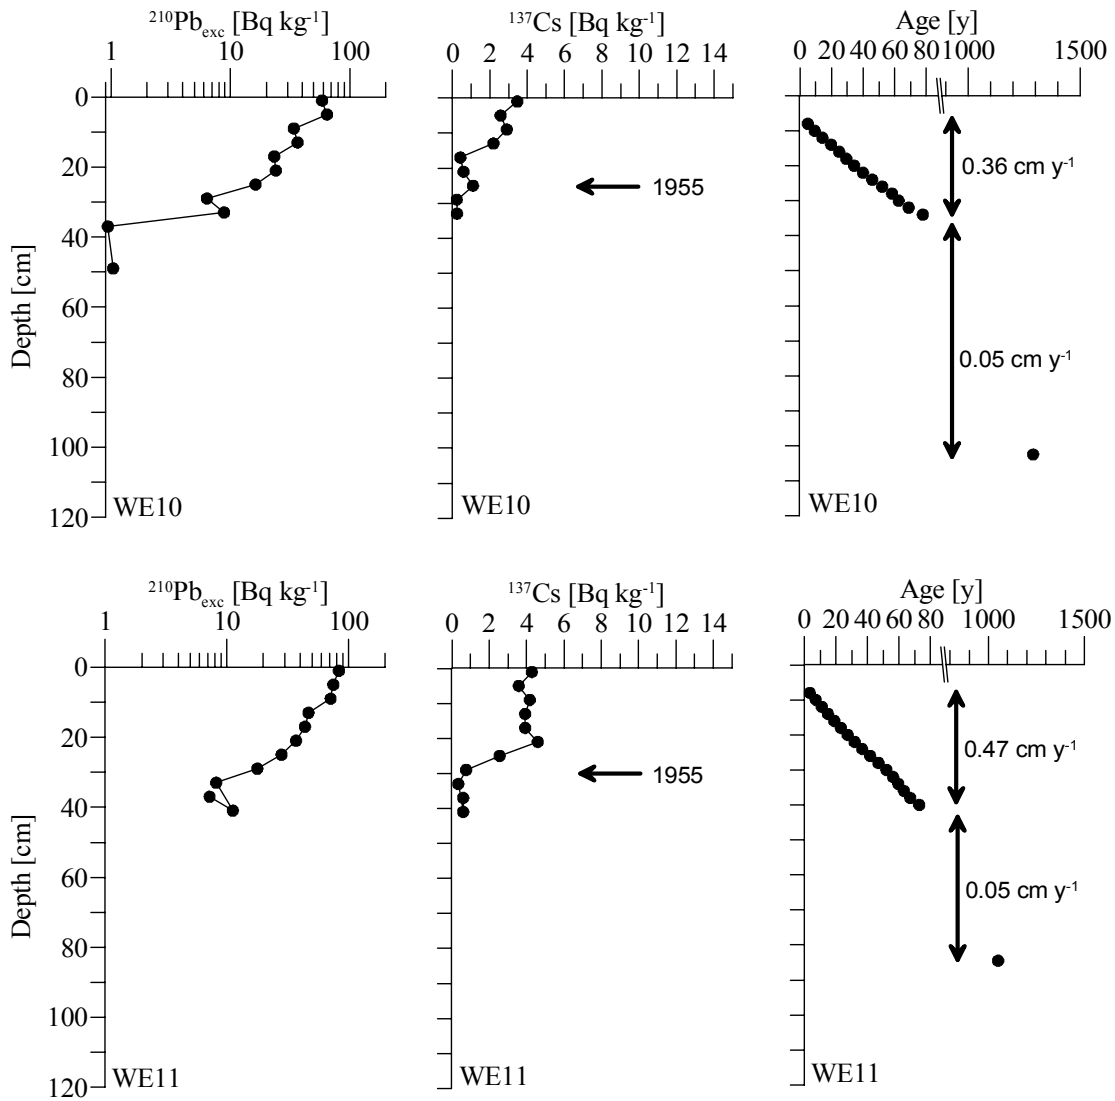 ²¹⁰Pbexc [Bq kg⁻¹] ¹³⁷Cs [Bq kg⁻¹] Age [y]
1 10 100 0 2 4 6 8 10 12 14 0 20 40 60 80 1000 1500
0
20
40
60
80
100
120
Depth [cm]
WE10
1955
WE10
0.36 cm y⁻¹
0.05 cm y⁻¹
WE10
²¹⁰Pbexc [Bq kg⁻¹] ¹³⁷Cs [Bq kg⁻¹] Age [y]
1 10 100 0 2 4 6 8 10 12 14 0 20 40 60 80 1000 1500
0
20
40
60
80
100
120
Depth [cm]
WE11
1955
WE11
0.47 cm y⁻¹
0.05 cm y⁻¹
WE11